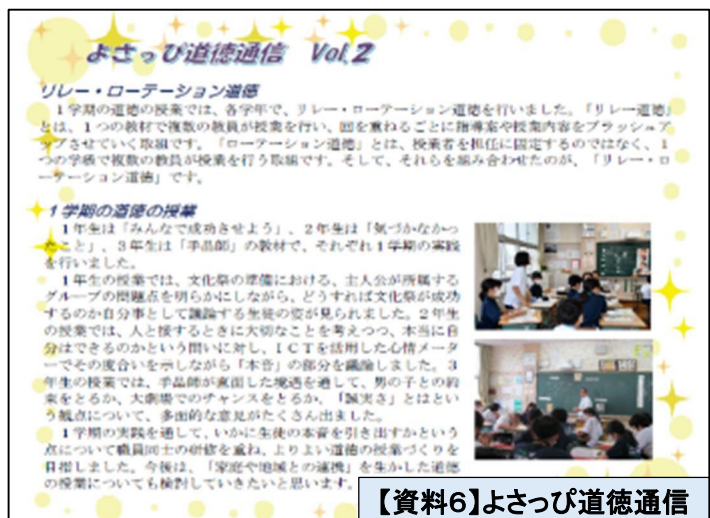 よさっぴ道徳通信 Vol.2
リレー・ローテーション道徳
1学期の道徳の授業では、各学年で、リレー・ローテーション道徳を行いました。「リレー道徳」
とは、1つの教材で複数の教員が授業を行い、回を重ねるごとに指導案や授業内容をブラッシュア
ップさせていく取組です。「ローテーション道徳」とは、授業者を担任に固定するのではなく、1
つの学級で複数の教員が授業を行う取組です。そして、それらを組み合わせたのが、「リレー・ロ
ーテーション道徳」です。
1学期の道徳の授業
1年生は「みんなで成功させよう」、2年生は「気づかなかっ
たこと」、3年生は「手品師」の教材で、それぞれ1学期の実践
を行いました。
1年生の授業では、文化祭の準備における、主人公が所属する
グループの問題点を明らかにしながら、どうすれば文化祭が成功
するのか自分事として議論する生徒の姿が見られました。2年生
の授業では、人と接するときに大切なことを考えつつ、本当に自
分はできるのかという問いに対し、ICTを活用した心情メータ
ーでその度合いを示しながら「本音」の部分を議論しました。3
年生の授業では、手品師が直面した境遇を通して、男の子との約
束をとるか、大劇場でのチャンスをとるか、「誠実さ」とはとい
う観点について、多面的な意見がたくさん出ました。
1学期の実践を通して、いかに生徒の本音を引き出すかという
点について職員同士の研修を重ね、よりよい道徳の授業づくりを
目指しました。今後は、「家庭や地域との連携」を生かした道徳
の授業についても検討していきたいと思います。
【資料6】よさっぴ道徳通信